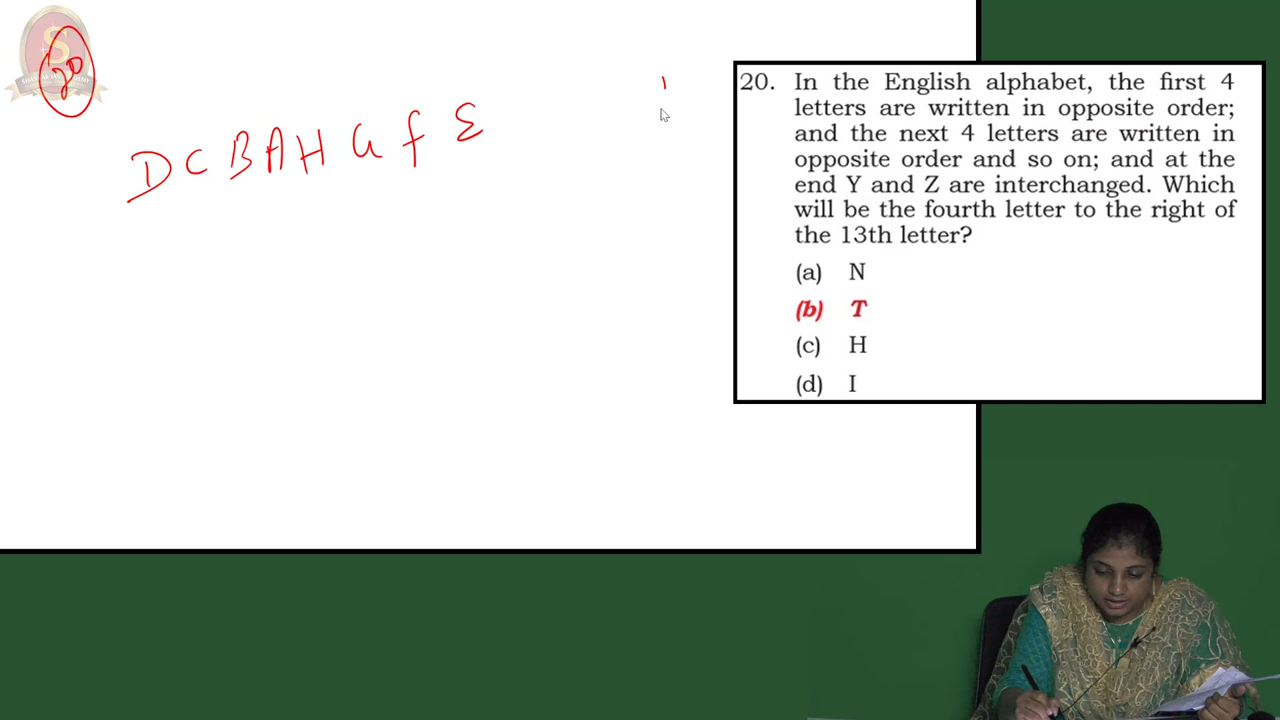 20
D C B A H G f E
20. In the English alphabet, the first 4
letters are written in opposite order;
and the next 4 letters are written in
opposite order and so on; and at the
end Y and Z are interchanged. Which
will be the fourth letter to the right of
the 13th letter?
(a) N
(b) T
(c) H
(d) I